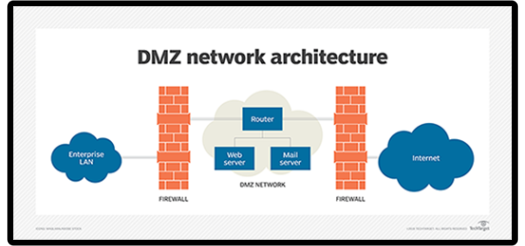 DMZ network architecture
Router
Enterprise
LAN
Web
server
Mail
server
Internet
DMZ NETWORK
FIREWALL
FIREWALL
TechTarget